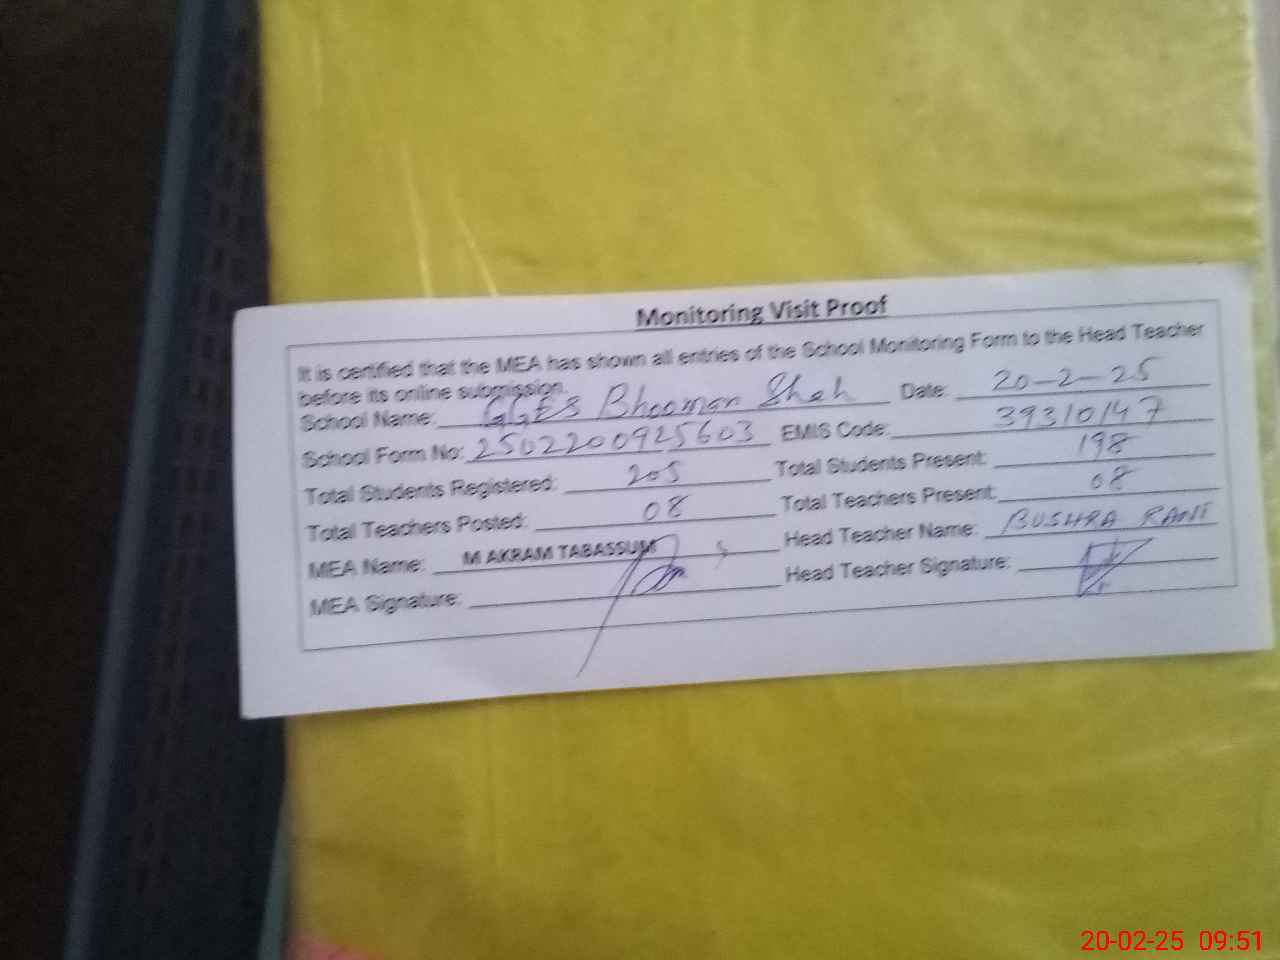 Monitoring Visit Proof
It is certified that the MEA has shown all entries of the School Monitoring Form to the Head Teacher
before its online submission.
School Name: GGES Bhooman Shah Date: 20-2-25
School Form No: 2502200925603 EMIS Code: 39310147
Total Students Registered: 205 Total Students Present: 198
Total Teachers Posted: 08 Total Teachers Present: 08
MEA Name: M AKRAM TABASSUM Head Teacher Name: BUSHRA RANI
MEA Signature: Head Teacher Signature:
20-02-25 09:51